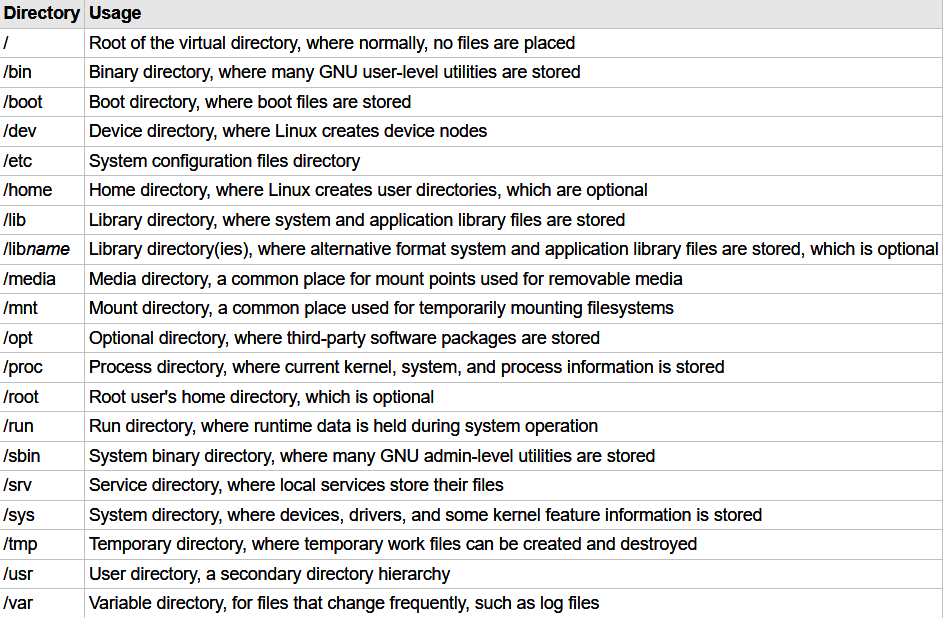 Directory Usage
/ Root of the virtual directory, where normally, no files are placed
/bin Binary directory, where many GNU user-level utilities are stored
/boot Boot directory, where boot files are stored
/dev Device directory, where Linux creates device nodes
/etc System configuration files directory
/home Home directory, where Linux creates user directories, which are optional
/lib Library directory, where system and application library files are stored
/libname Library directory(ies), where alternative format system and application library files are stored, which is optional
/media Media directory, a common place for mount points used for removable media
/mnt Mount directory, a common place used for temporarily mounting filesystems
/opt Optional directory, where third-party software packages are stored
/proc Process directory, where current kernel, system, and process information is stored
/root Root user's home directory, which is optional
/run Run directory, where runtime data is held during system operation
/sbin System binary directory, where many GNU admin-level utilities are stored
/srv Service directory, where local services store their files
/sys System directory, where devices, drivers, and some kernel feature information is stored
/tmp Temporary directory, where temporary work files can be created and destroyed
/usr User directory, a secondary directory hierarchy
/var Variable directory, for files that change frequently, such as log files